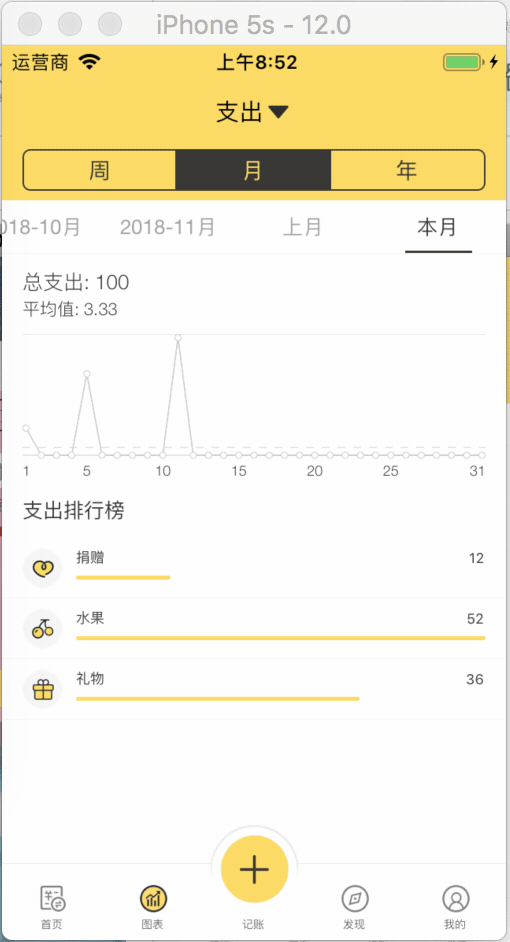 iPhone 5s - 12.0
运营商 上午8:52
支出
周 月 年
018-10月 2018-11月 上月 本月
总支出: 100
平均值: 3.33
1 5 10 15 20 25 31
支出排行榜
捐赠 12
水果 52
礼物 36
首页 图表 记账 发现 我的